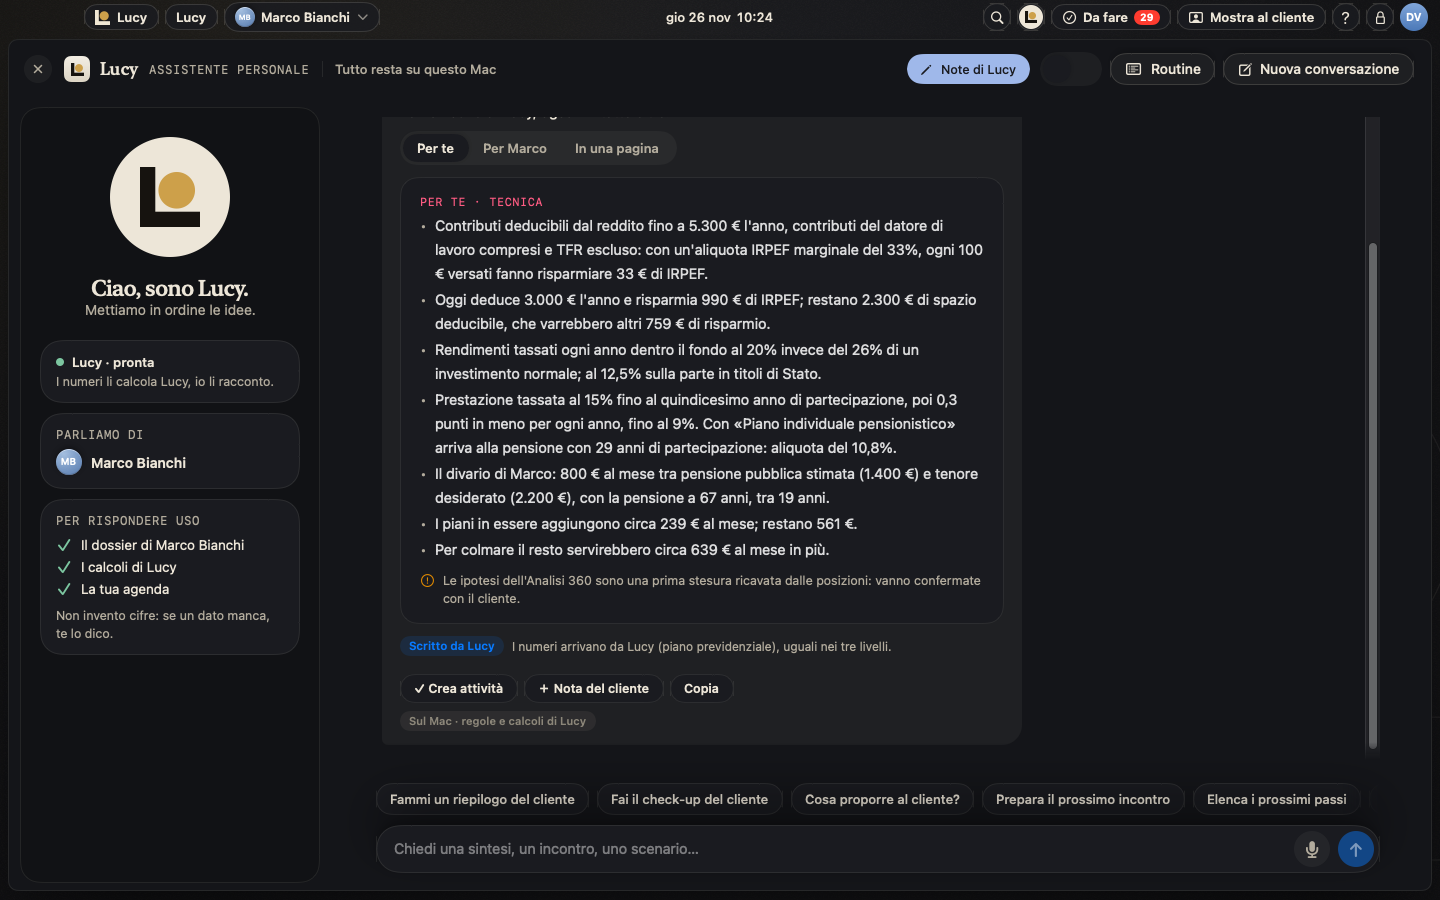 Lucy
Lucy
MB Marco Bianchi
gio 26 nov 10:24
Da fare 29
Mostra al cliente
?
DV
Lucy ASSISTENTE PERSONALE
Tutto resta su questo Mac
Note di Lucy
Routine
Nuova conversazione
Ciao, sono Lucy.
Mettiamo in ordine le idee.
Lucy · pronta
I numeri li calcola Lucy, io li racconto.
PARLIAMO DI
MB Marco Bianchi
PER RISPONDERE USO
Il dossier di Marco Bianchi
I calcoli di Lucy
La tua agenda
Non invento cifre: se un dato manca,
te lo dico.
Per te
Per Marco
In una pagina
PER TE · TECNICA
• Contributi deducibili dal reddito fino a 5.300 € l'anno, contributi del datore di
lavoro compresi e TFR escluso: con un'aliquota IRPEF marginale del 33%, ogni 100
€ versati fanno risparmiare 33 € di IRPEF.
• Oggi deduce 3.000 € l'anno e risparmia 990 € di IRPEF; restano 2.300 € di spazio
deducibile, che varrebbero altri 759 € di risparmio.
• Rendimenti tassati ogni anno dentro il fondo al 20% invece del 26% di un
investimento normale; al 12,5% sulla parte in titoli di Stato.
• Prestazione tassata al 15% fino al quindicesimo anno di partecipazione, poi 0,3
punti in meno per ogni anno, fino al 9%. Con «Piano individuale pensionistico»
arriva alla pensione con 29 anni di partecipazione: aliquota del 10,8%.
• Il divario di Marco: 800 € al mese tra pensione pubblica stimata (1.400 €) e tenore
desiderato (2.200 €), con la pensione a 67 anni, tra 19 anni.
• I piani in essere aggiungono circa 239 € al mese; restano 561 €.
• Per colmare il resto servirebbero circa 639 € al mese in più.
Le ipotesi dell'Analisi 360 sono una prima stesura ricavata dalle posizioni: vanno confermate
con il cliente.
Scritto da Lucy I numeri arrivano da Lucy (piano previdenziale), uguali nei tre livelli.
Crea attività
+ Nota del cliente
Copia
Sul Mac · regole e calcoli di Lucy
Fammi un riepilogo del cliente
Fai il check-up del cliente
Cosa proporre al cliente?
Prepara il prossimo incontro
Elenca i prossimi passi
Chiedi una sintesi, un incontro, uno scenario...